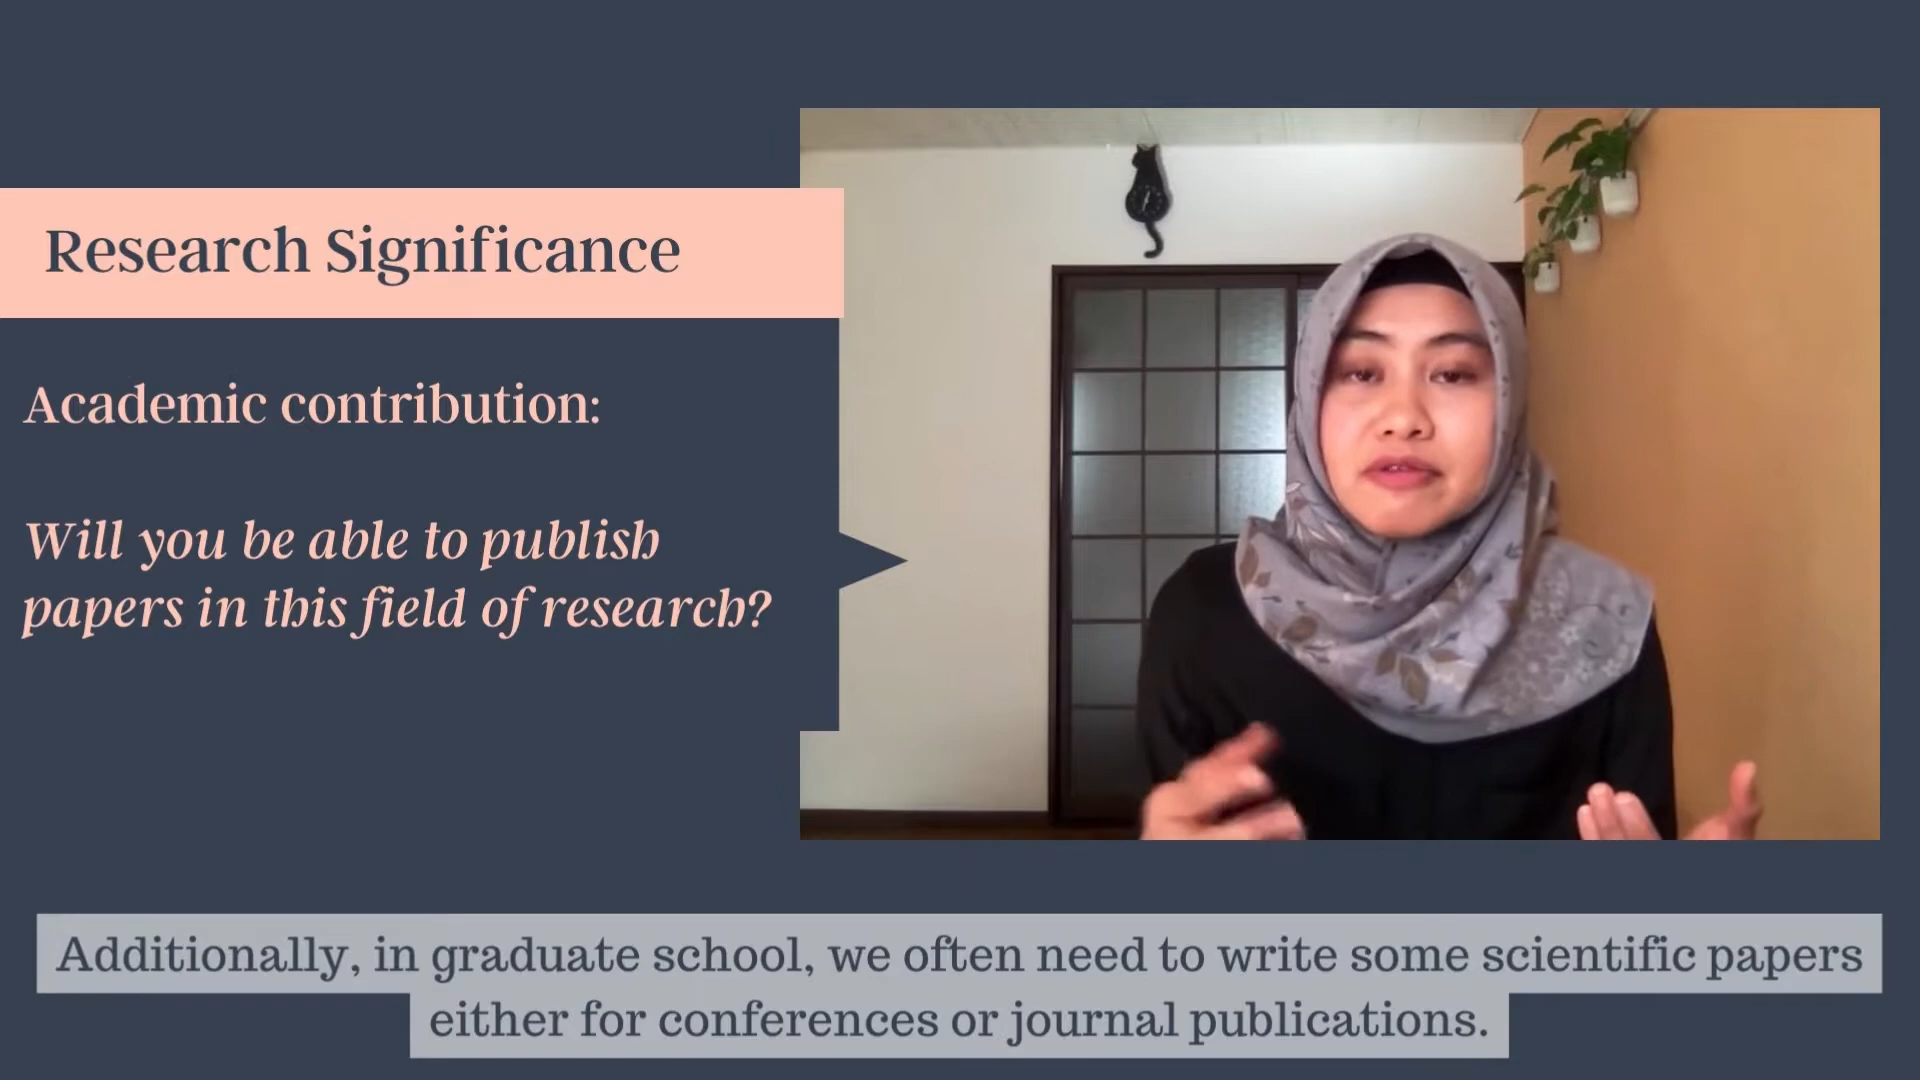 Research Significance
Academic contribution:
Will you be able to publish
papers in this field of research?
Additionally, in graduate school, we often need to write some scientific papers
either for conferences or journal publications.